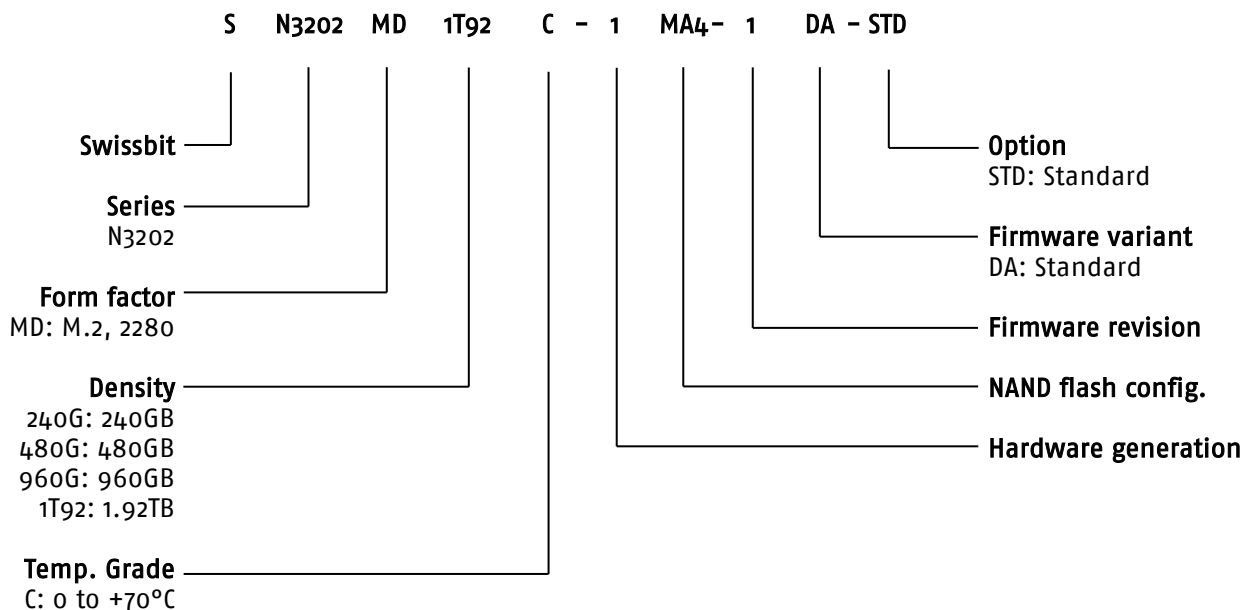 S N3202 MD 1T92 C - 1 MA4- 1 DA - STD
Swissbit
Series
N3202
Form factor
MD: M.2, 2280
Density
240G: 240GB
480G: 480GB
960G: 960GB
1T92: 1.92TB
Temp. Grade
C: 0 to +70°C
Option
STD: Standard
Firmware variant
DA: Standard
Firmware revision
NAND flash config.
Hardware generation